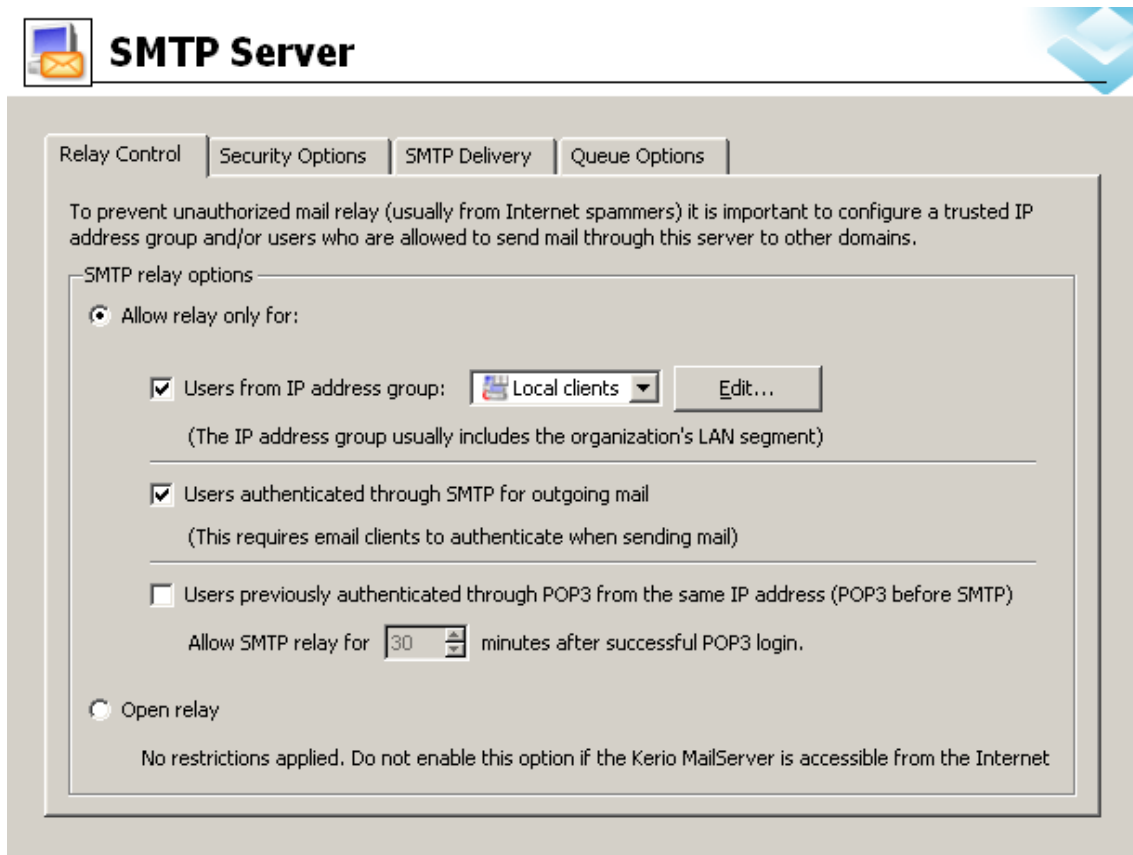 SMTP Server
Relay Control
Security Options
SMTP Delivery
Queue Options
To prevent unauthorized mail relay (usually from Internet spammers) it is important to configure a trusted IP
address group and/or users who are allowed to send mail through this server to other domains.
SMTP relay options
Allow relay only for:
Users from IP address group: Local clients Edit...
(The IP address group usually includes the organization's LAN segment)
Users authenticated through SMTP for outgoing mail
(This requires email clients to authenticate when sending mail)
Users previously authenticated through POP3 from the same IP address (POP3 before SMTP)
Allow SMTP relay for 30 minutes after successful POP3 login.
Open relay
No restrictions applied. Do not enable this option if the Kerio MailServer is accessible from the Internet